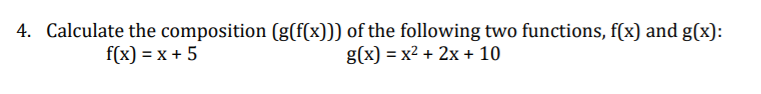 4. Calculate the composition (g(f(x))) of the following two functions, f(x) and g(x):
f(x) = x + 5 g(x) = x² + 2x + 10